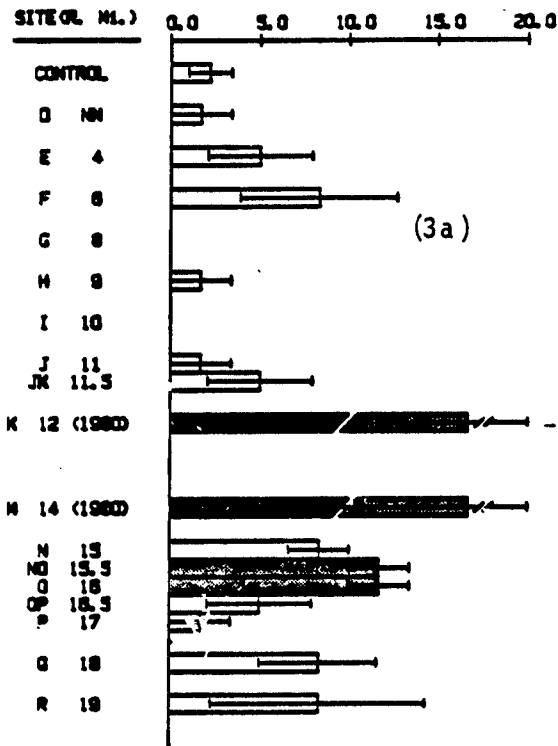 SITE(R. MI.) 0.0 5.0 10.0 15.0 20.0
CONTROL
D NN
E 4
F 6
(3a)
G 8
H 9
I 10
J 11
JK 11.5
K 12 (1980)
M 14 (1980)
N 15
NO 15.5
O 16
OP 16.5
P 17
Q 18
R 19